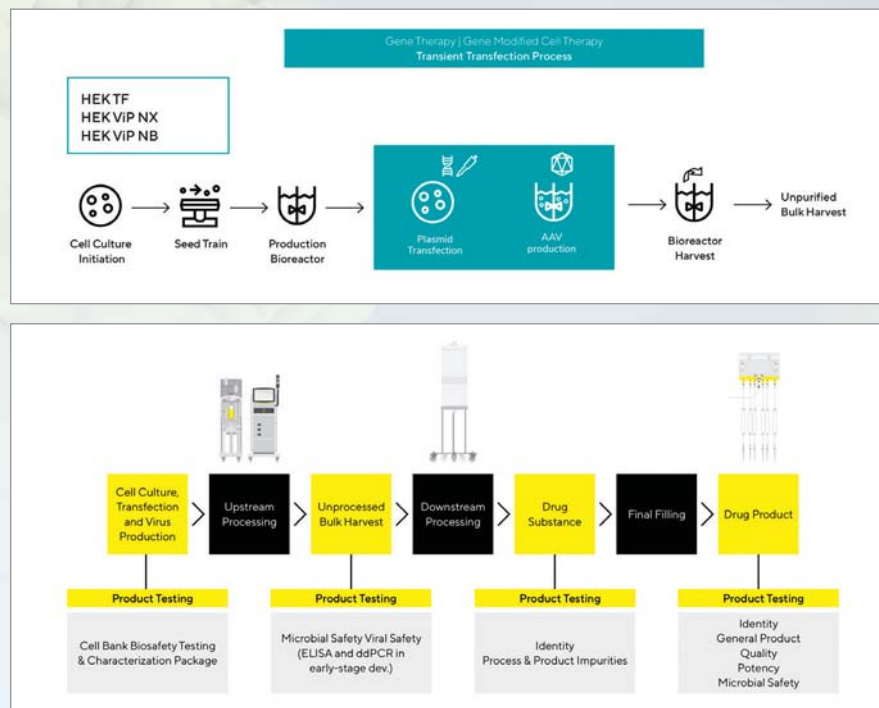 Gene Therapy | Gene Modified Cell Therapy
Transient Transfection Process
HEK TF
HEK ViP NX
HEK ViP NB
Cell Culture
Initiation
Seed Train
Production
Bioreactor
Plasmid
Transfection
AAV
production
Bioreactor
Harvest
Unpurified
Bulk Harvest
Cell Culture,
Transfection
and Virus
Production
Upstream
Processing
Unprocessed
Bulk Harvest
Downstream
Processing
Drug
Substance
Final Filling
Drug Product
Product Testing
Cell Bank Biosafety Testing
& Characterization Package
Product Testing
Microbial Safety Viral Safety
(ELISA and ddPCR in
early-stage dev.)
Product Testing
Identity
Process & Product Impurities
Product Testing
Identity
General Product
Quality
Potency
Microbial Safety